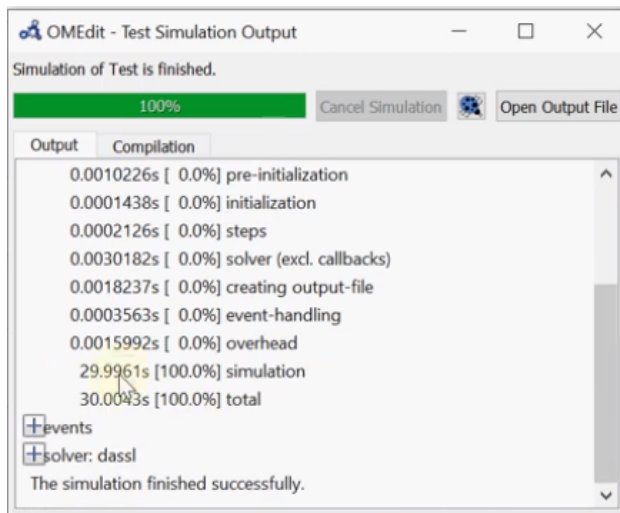 OMEdit - Test Simulation Output
Simulation of Test is finished.
100% Cancel Simulation Open Output File
Output Compilation
0.0010226s [ 0.0%] pre-initialization
0.0001438s [ 0.0%] initialization
0.0002126s [ 0.0%] steps
0.0030182s [ 0.0%] solver (excl. callbacks)
0.0018237s [ 0.0%] creating output-file
0.0003563s [ 0.0%] event-handling
0.0015992s [ 0.0%] overhead
29.9961s [100.0%] simulation
30.0043s [100.0%] total
events
solver: dassl
The simulation finished successfully.